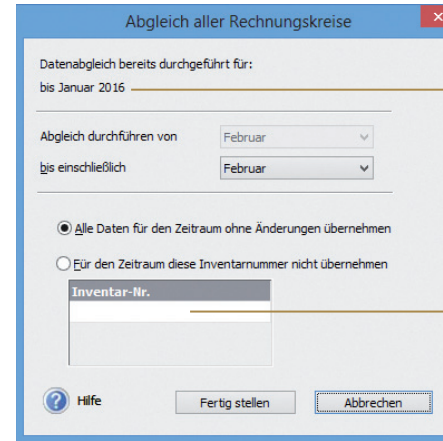 Abgleich aller Rechnungskreise
Datenabgleich bereits durchgeführt für:
bis Januar 2016
Abgleich durchführen von
Februar
bis einschließlich
Februar
Alle Daten für den Zeitraum ohne Änderungen übernehmen
Für den Zeitraum diese Inventarnummer nicht übernehmen
Inventar-Nr.
Hilfe
Fertig stellen
Abbrechen